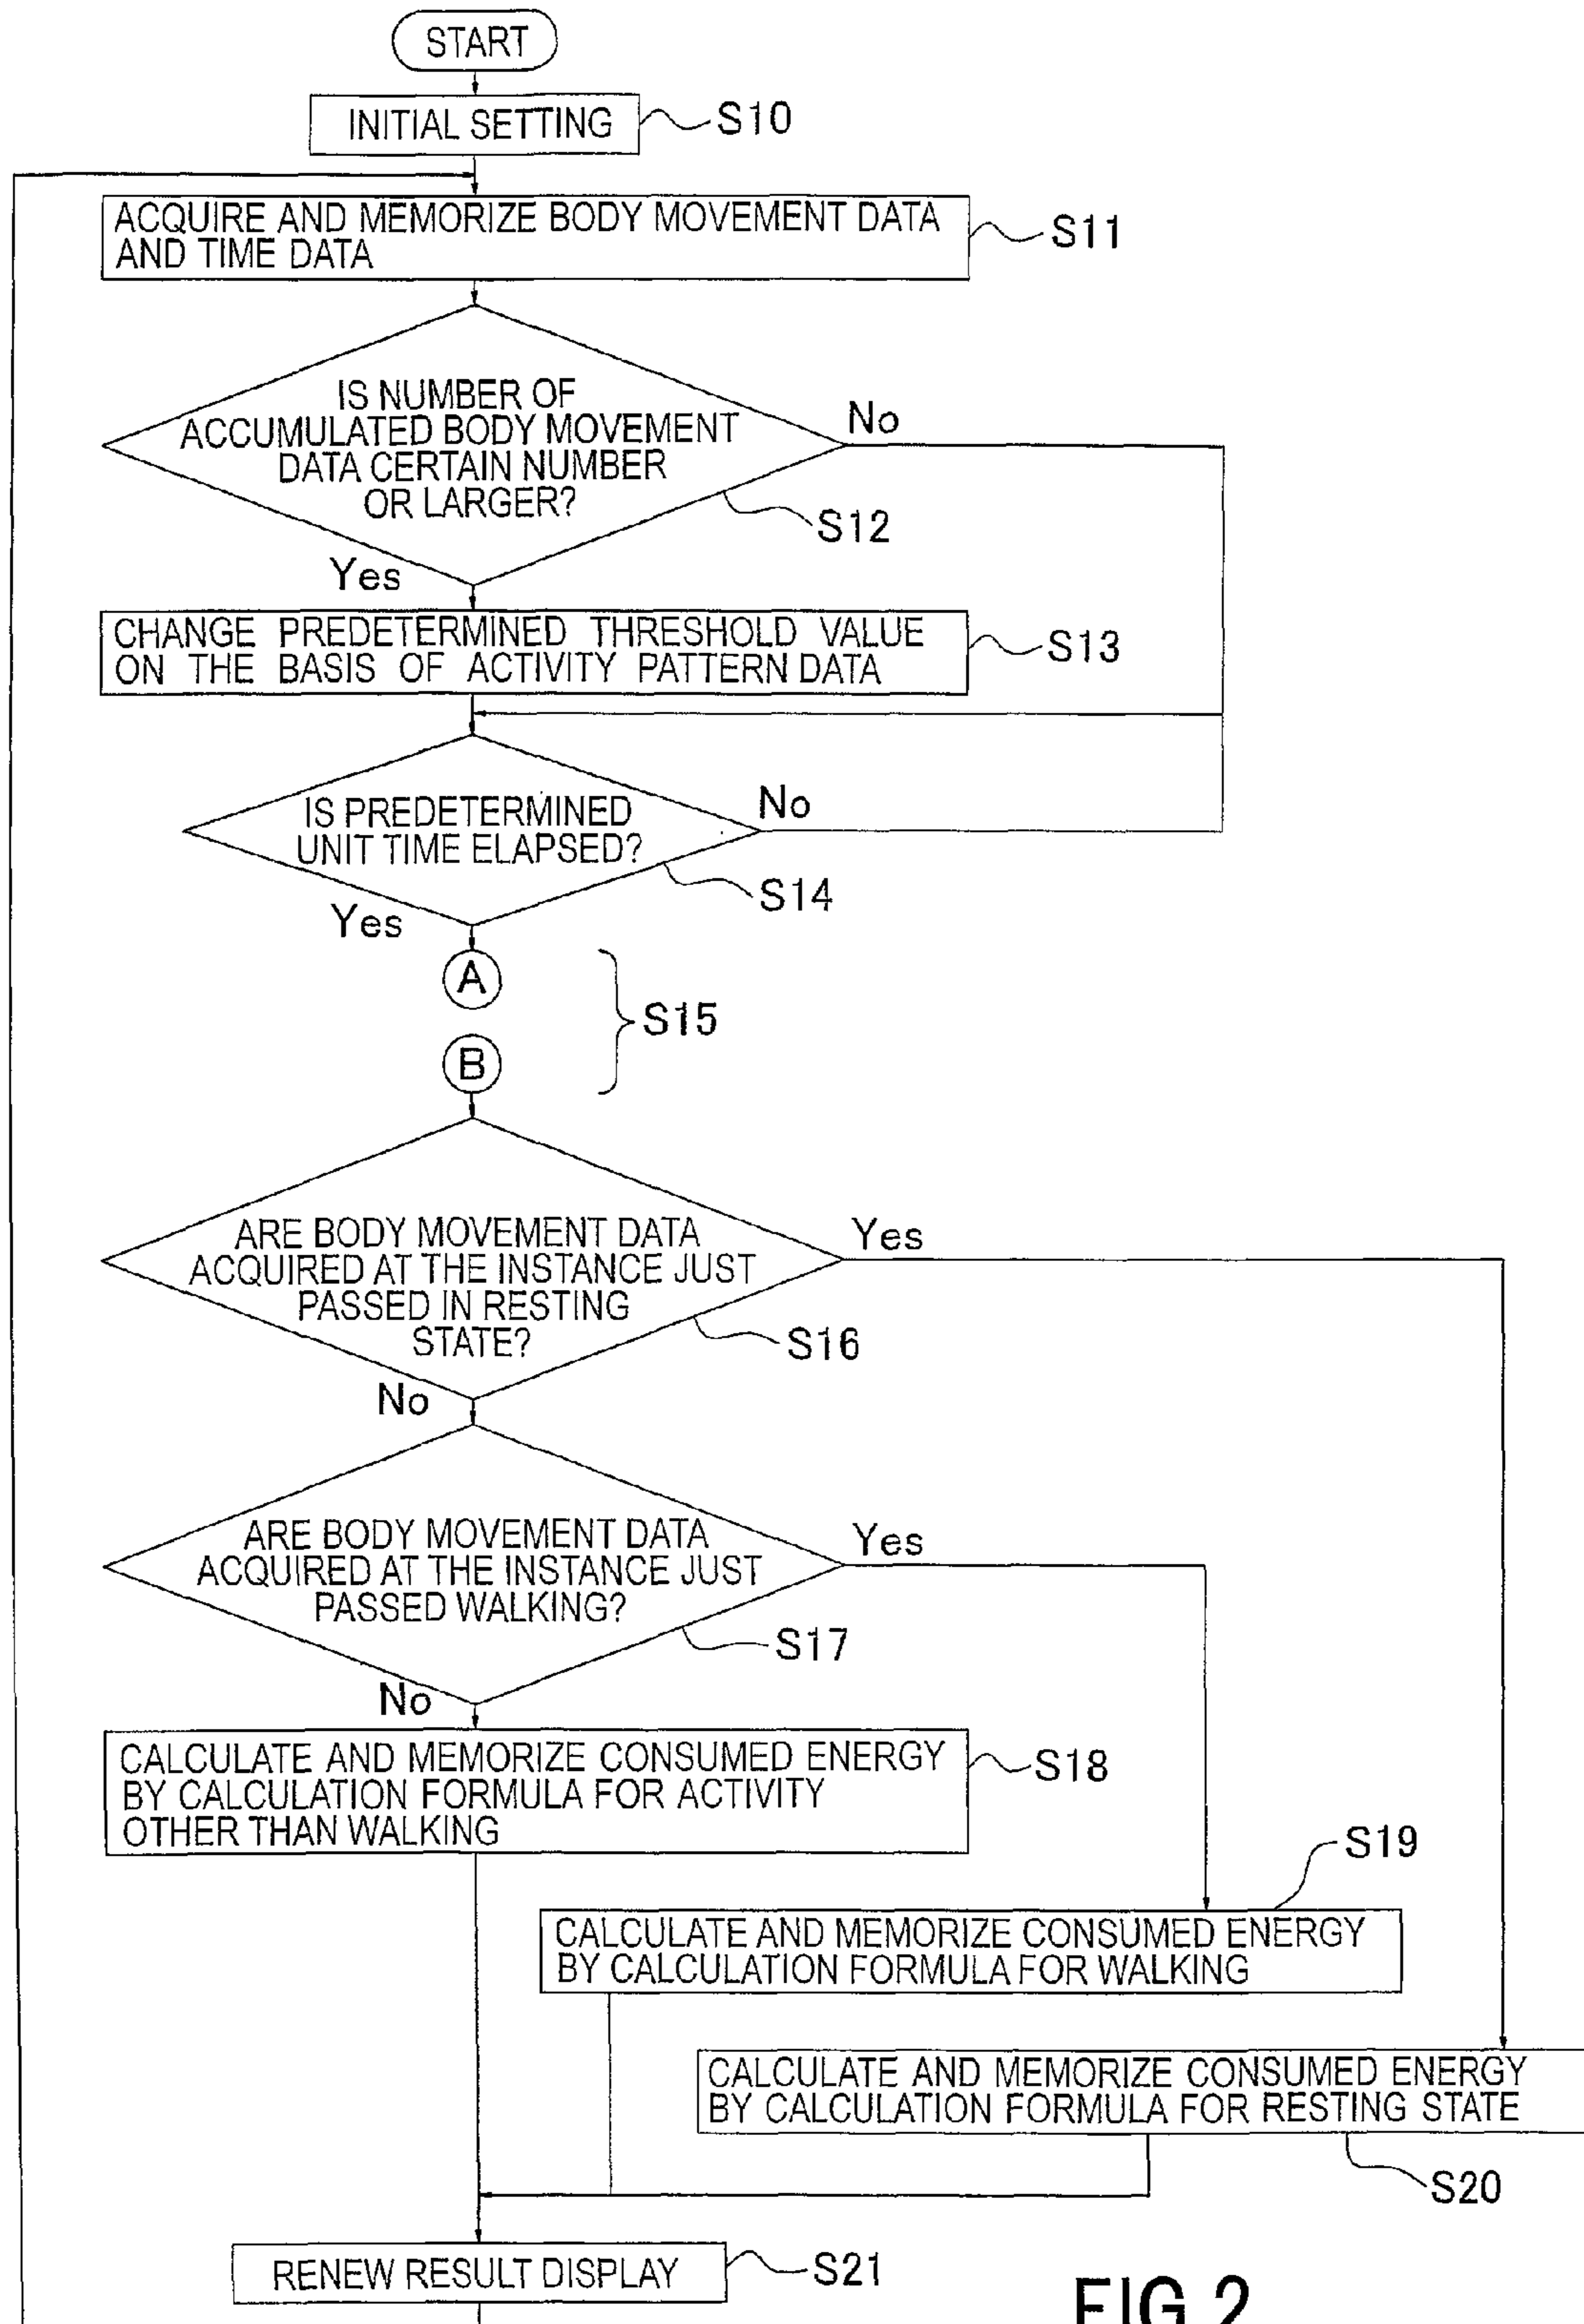 START
INITIAL SETTING
S10
ACQUIRE AND MEMORIZE BODY MOVEMENT DATA
AND TIME DATA
S11
IS NUMBER OF
ACCUMULATED BODY MOVEMENT
DATA CERTAIN NUMBER
OR LARGER?
No
S12
Yes
CHANGE PREDETERMINED THRESHOLD VALUE
ON THE BASIS OF ACTIVITY PATTERN DATA
S13
IS PREDETERMINED
UNIT TIME ELAPSED?
No
S14
Yes
A
S15
B
ARE BODY MOVEMENT DATA
ACQUIRED AT THE INSTANCE JUST
PASSED IN RESTING
STATE?
Yes
S16
No
ARE BODY MOVEMENT DATA
ACQUIRED AT THE INSTANCE JUST
PASSED WALKING?
Yes
S17
No
CALCULATE AND MEMORIZE CONSUMED ENERGY
BY CALCULATION FORMULA FOR ACTIVITY
OTHER THAN WALKING
S18
S19
CALCULATE AND MEMORIZE CONSUMED ENERGY
BY CALCULATION FORMULA FOR WALKING
CALCULATE AND MEMORIZE CONSUMED ENERGY
BY CALCULATION FORMULA FOR RESTING STATE
S20
RENEW RESULT DISPLAY
S21
FIG.2